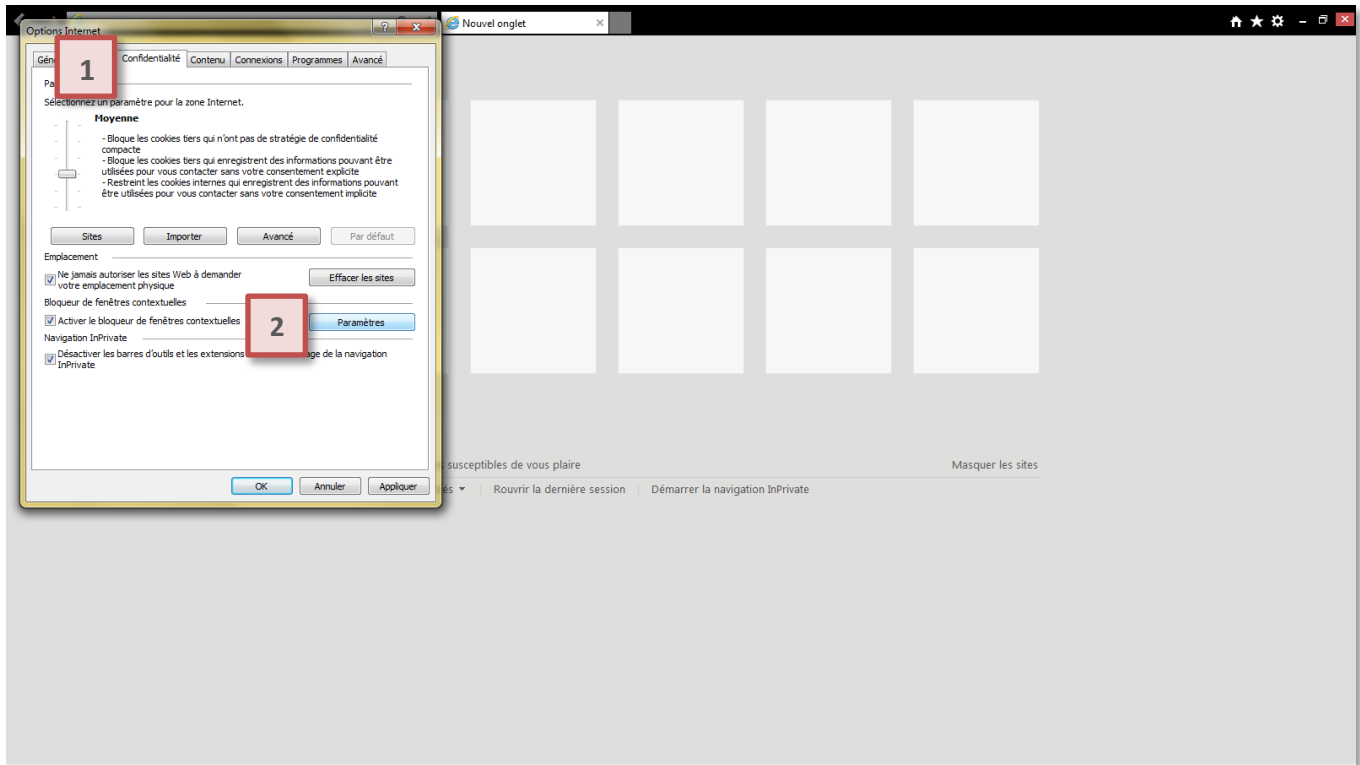 Options Internet
Nouvel onglet
1
Confidentialité
Contenu
Connexions
Programmes
Avancé
Sélectionnez un paramètre pour la zone Internet.
Moyenne
- Bloque les cookies tiers qui n'ont pas de stratégie de confidentialité
compacte
- Bloque les cookies tiers qui enregistrent des informations pouvant être
utilisées pour vous contacter sans votre consentement explicite
- Restreint les cookies internes qui enregistrent des informations pouvant
être utilisées pour vous contacter sans votre consentement implicite
Sites
Importer
Avancé
Par défaut
Emplacement
Ne jamais autoriser les sites Web à demander
votre emplacement physique
Effacer les sites
Bloqueur de fenêtres contextuelles
Activer le bloqueur de fenêtres contextuelles
2
Paramètres
Navigation InPrivate
Désactiver les barres d'outils et les extensions
de la navigation
InPrivate
OK
Annuler
Appliquer
susceptibles de vous plaire
Masquer les sites
Rouvrir la dernière session
Démarrer la navigation InPrivate